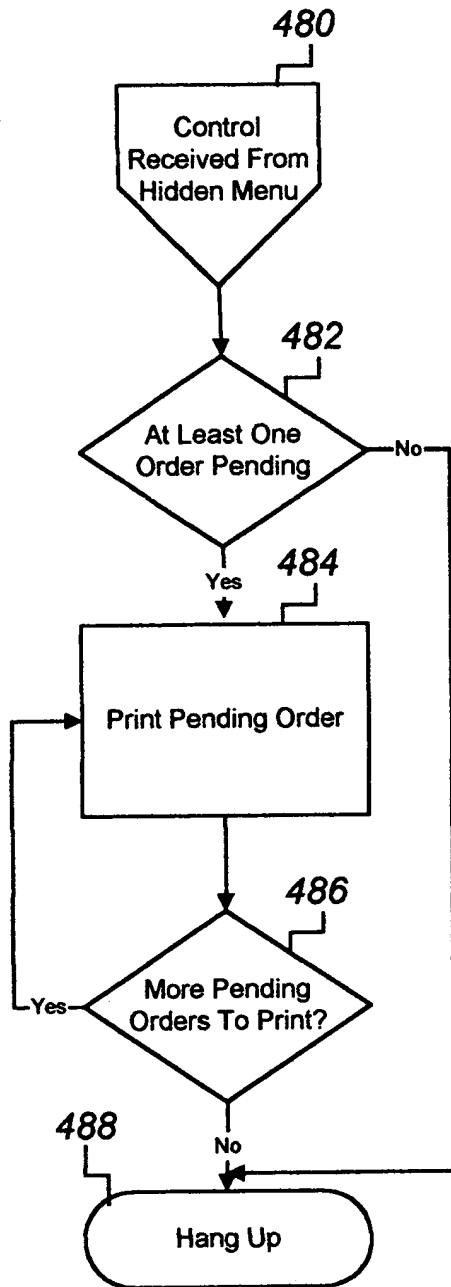 480
Control
Received From
Hidden Menu
482
At Least One
Order Pending
No
Yes
484
Print Pending Order
486
More Pending
Orders To Print?
Yes
No
488
Hang Up